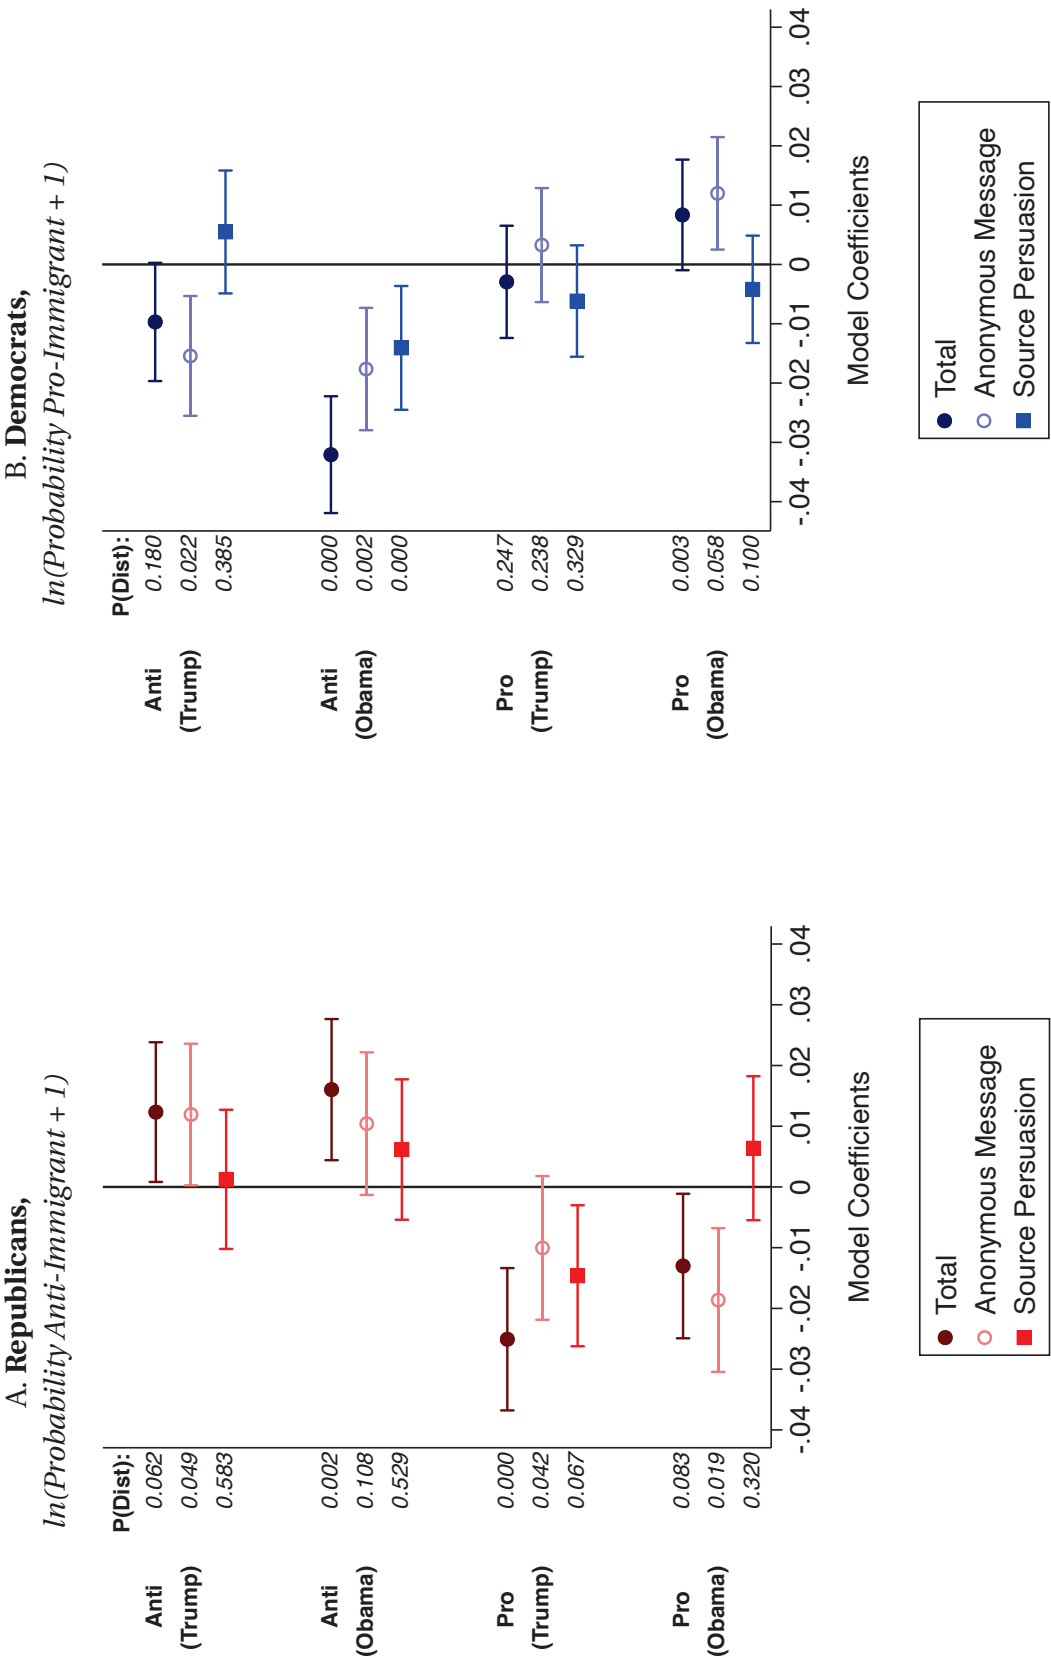 A. Republicans,
ln(Probability Anti-Immigrant + 1)
P(Dist):
Anti
(Trump)
0.062
0.049
0.583
Anti
(Obama)
0.002
0.108
0.529
Pro
(Trump)
0.000
0.042
0.067
Pro
(Obama)
0.083
0.019
0.320
-.04 -.03 -.02 -.01 0 .01 .02 .03 .04
Model Coefficients
Total
Anonymous Message
Source Persuasion
B. Democrats,
ln(Probability Pro-Immigrant + 1)
P(Dist):
Anti
(Trump)
0.180
0.022
0.385
Anti
(Obama)
0.000
0.002
0.000
Pro
(Trump)
0.247
0.238
0.329
Pro
(Obama)
0.003
0.058
0.100
-.04 -.03 -.02 -.01 0 .01 .02 .03 .04
Model Coefficients
Total
Anonymous Message
Source Persuasion